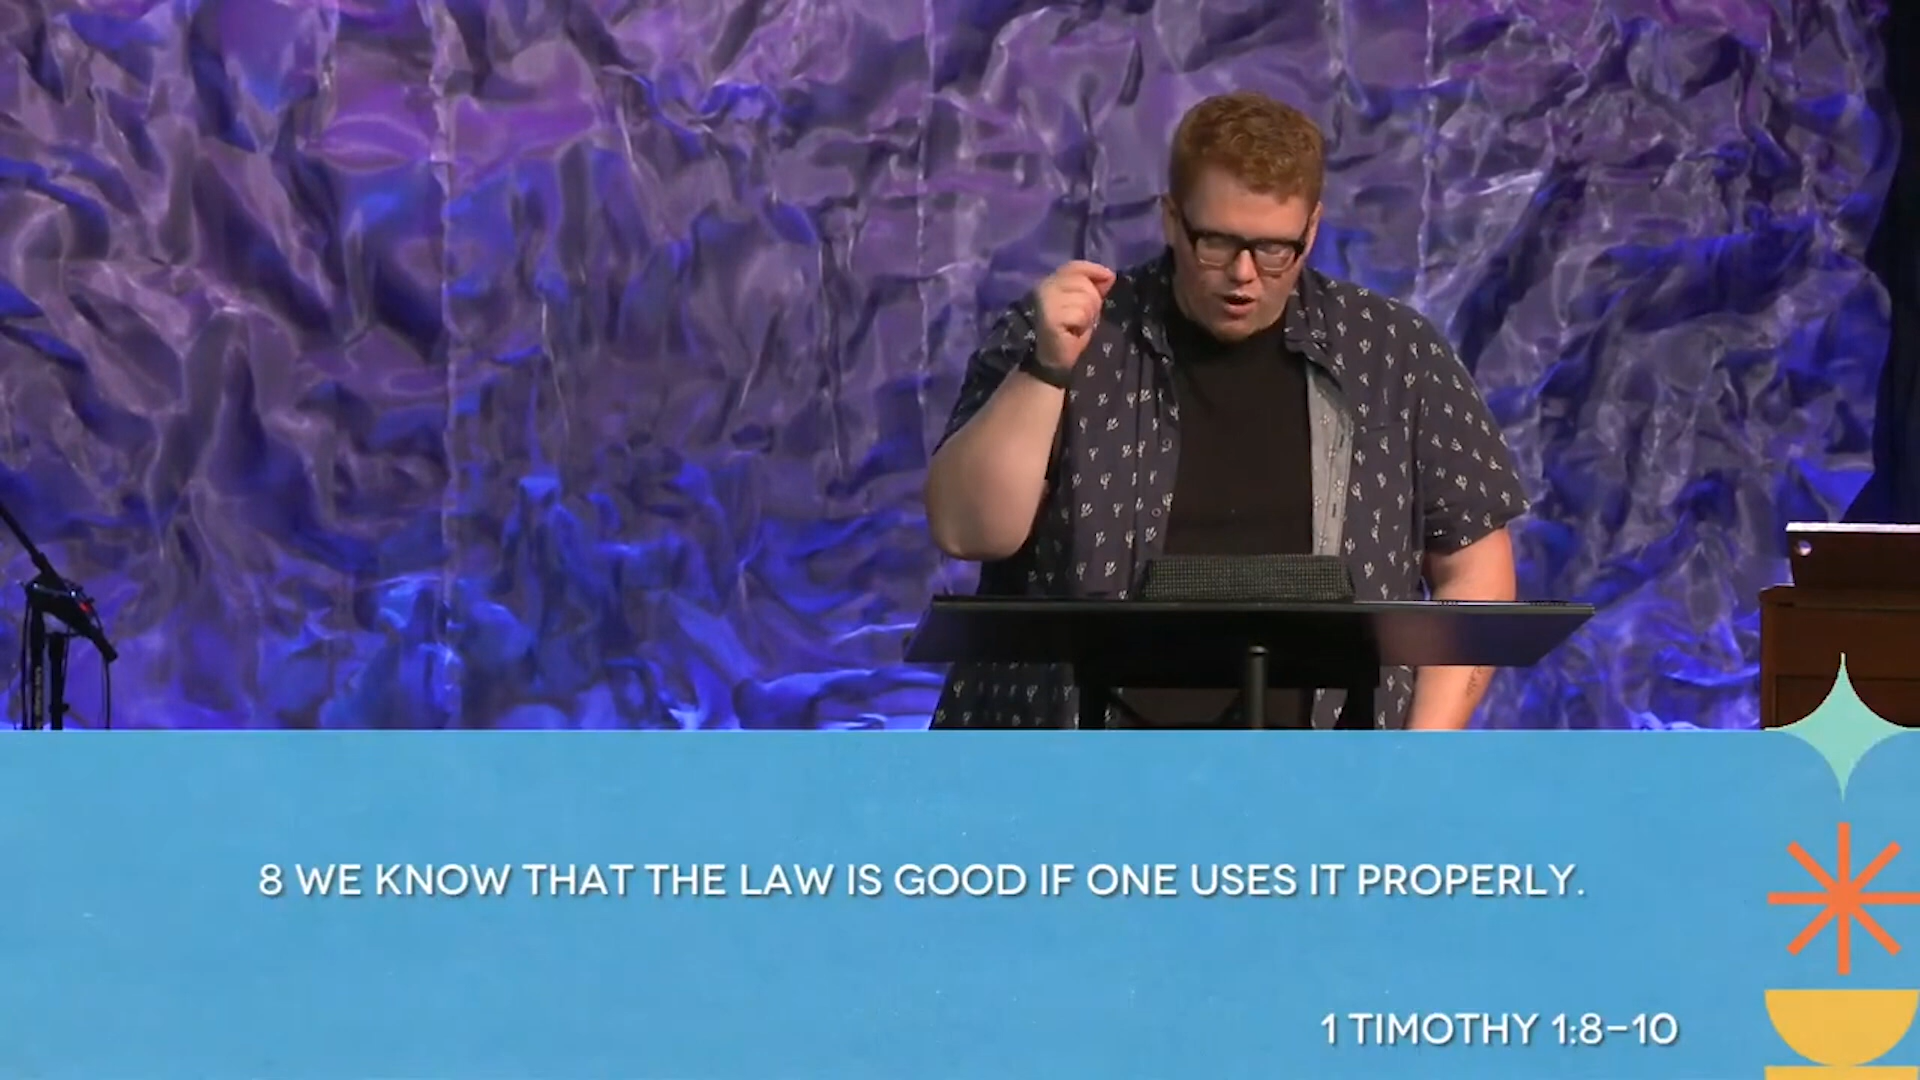 8 WE KNOW THAT THE LAW IS GOOD IF ONE USES IT PROPERLY.
1 TIMOTHY 1:8-10